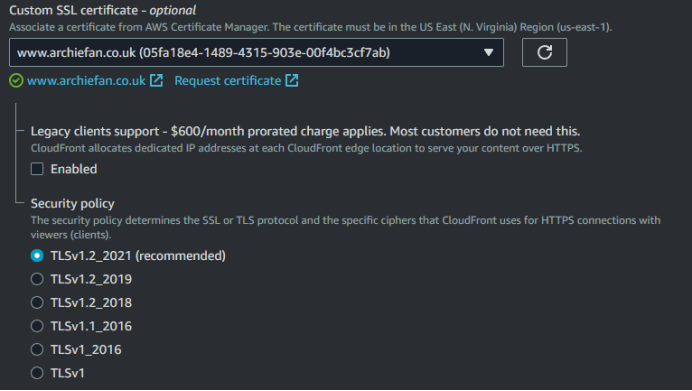 Custom SSL certificate - optional
Associate a certificate from AWS Certificate Manager. The certificate must be in the US East (N. Virginia) Region (us-east-1).
www.archiefan.co.uk (05fa18e4-1489-4315-903e-00f4bc3cf7ab)
www.archiefan.co.uk Request certificate
Legacy clients support - $600/month prorated charge applies. Most customers do not need this.
CloudFront allocates dedicated IP addresses at each CloudFront edge location to serve your content over HTTPS.
Enabled
Security policy
The security policy determines the SSL or TLS protocol and the specific ciphers that CloudFront uses for HTTPS connections with
viewers (clients).
TLSv1.2_2021 (recommended)
TLSv1.2_2019
TLSv1.2_2018
TLSv1.1_2016
TLSv1_2016
TLSv1